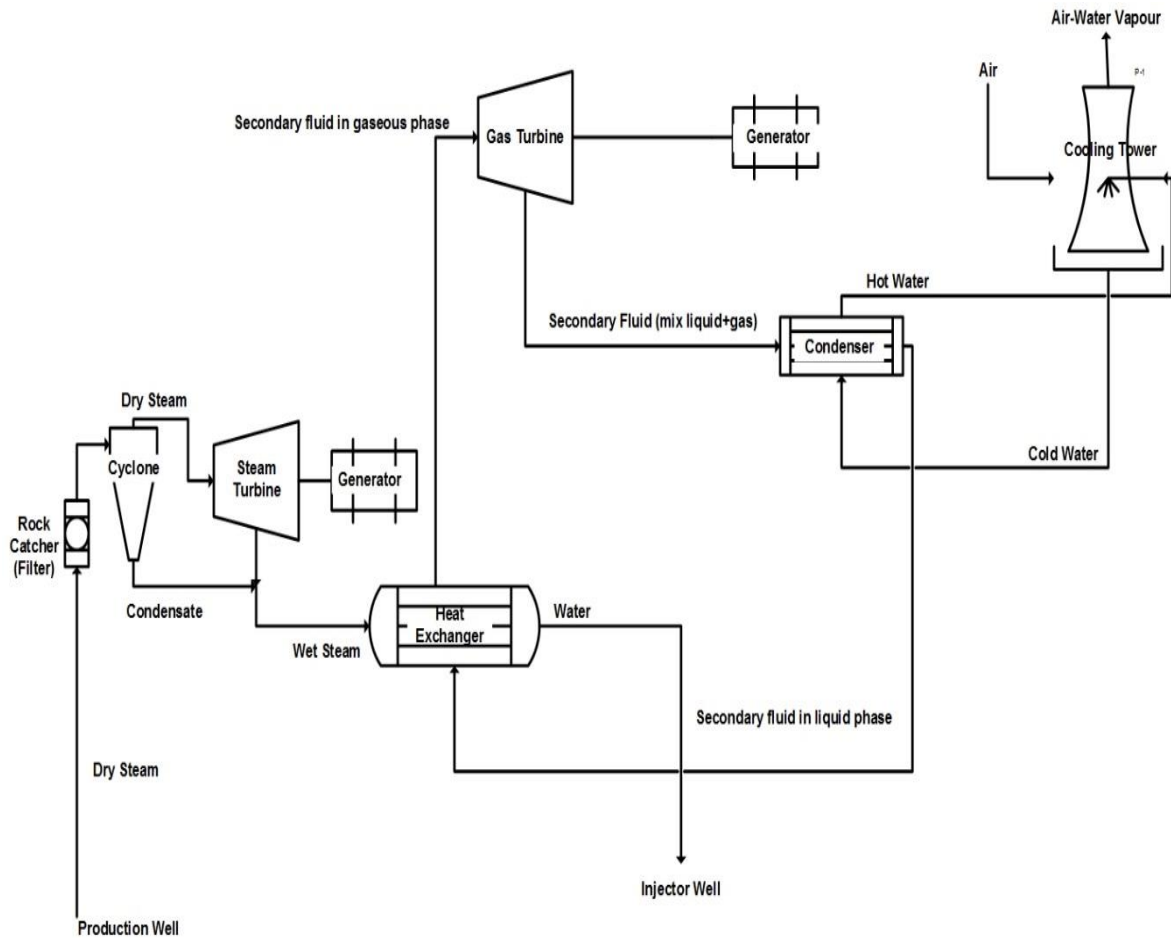 Air-Water Vapour
Air
P-1
Cooling Tower
Secondary fluid in gaseous phase
Gas Turbine
Generator
Hot Water
Secondary Fluid (mix liquid+gas)
Condenser
Cold Water
Dry Steam
Cyclone
Steam
Turbine
Generator
Rock
Catcher
(Filter)
Condensate
Wet Steam
Heat
Exchanger
Water
Secondary fluid in liquid phase
Dry Steam
Injector Well
Production Well